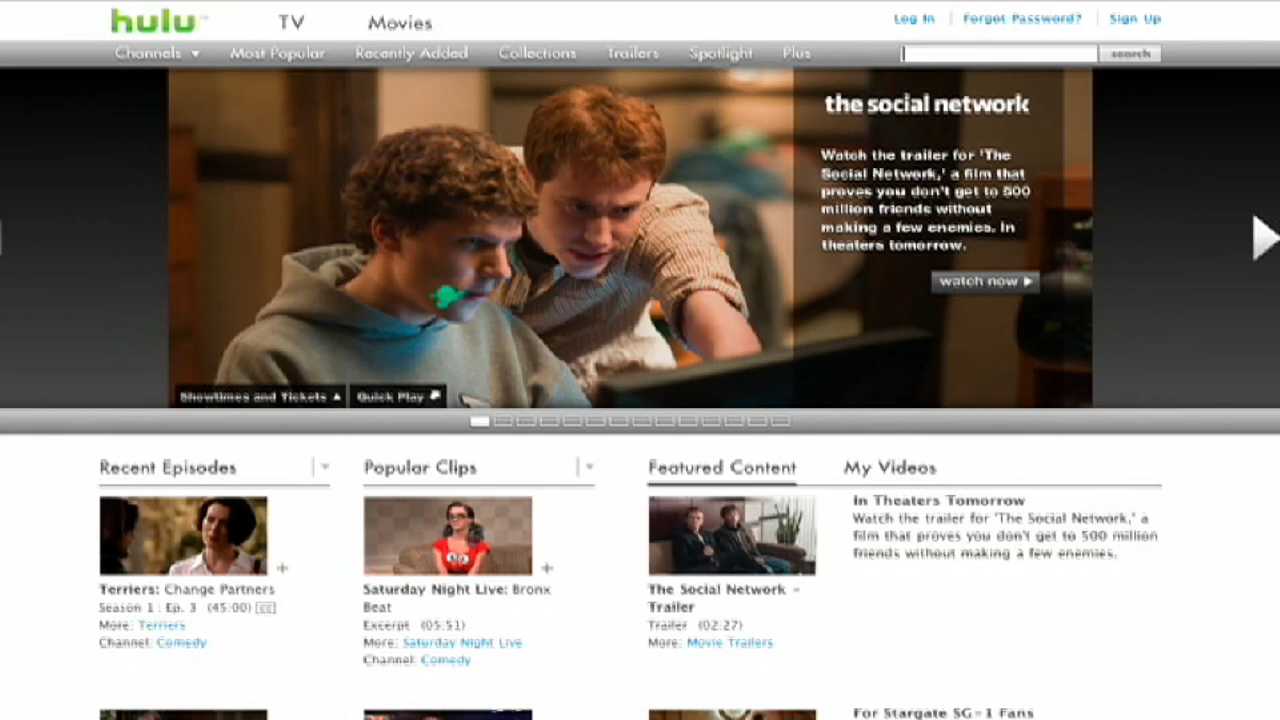 hulu
TV
Movies
Log In
Forgot Password?
Sign Up
Channels
Most Popular
Recently Added
Collections
Trailers
Spotlight
Plus
search
the social network
Watch the trailer for 'The
Social Network,' a film that
proves you don't get to 500
million friends without
making a few enemies. In
theaters tomorrow.
watch now
Showtimes and Tickets
Quick Play
Recent Episodes
Terriers: Change Partners
Season 1 : Ep. 3 (45:00) CC
More: Terriers
Channel: Comedy
Popular Clips
Saturday Night Live: Bronx
Beat
Excerpt (05:51)
More: Saturday Night Live
Channel: Comedy
Featured Content
My Videos
The Social Network -
Trailer
Trailer (02:27)
More: Movie Trailers
In Theaters Tomorrow
Watch the trailer for 'The Social Network,' a
film that proves you don't get to 500 million
friends without making a few enemies.
For Stargate SG-1 Fans